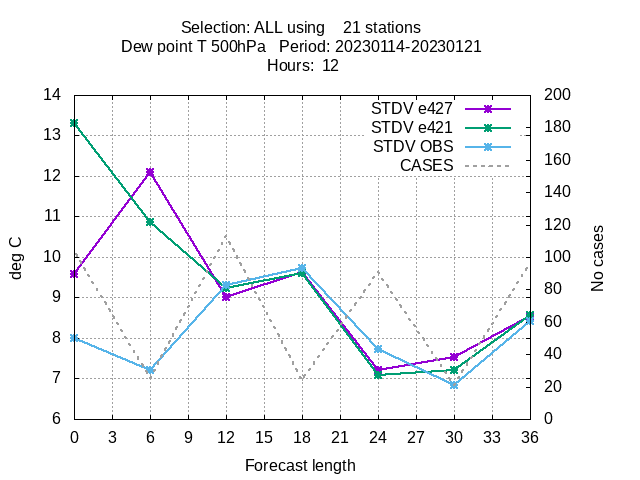 Selection: ALL using    21 stations
Dew point T 500hPa   Period: 20230114-20230121
Hours:  12
STDV e427
STDV e421
STDV OBS
CASES
14
13
12
11
10
9
8
7
6
deg C
200
180
160
140
120
100
80
60
40
20
0
No cases
0 3 6 9 12 15 18 21 24 27 30 33 36
Forecast length